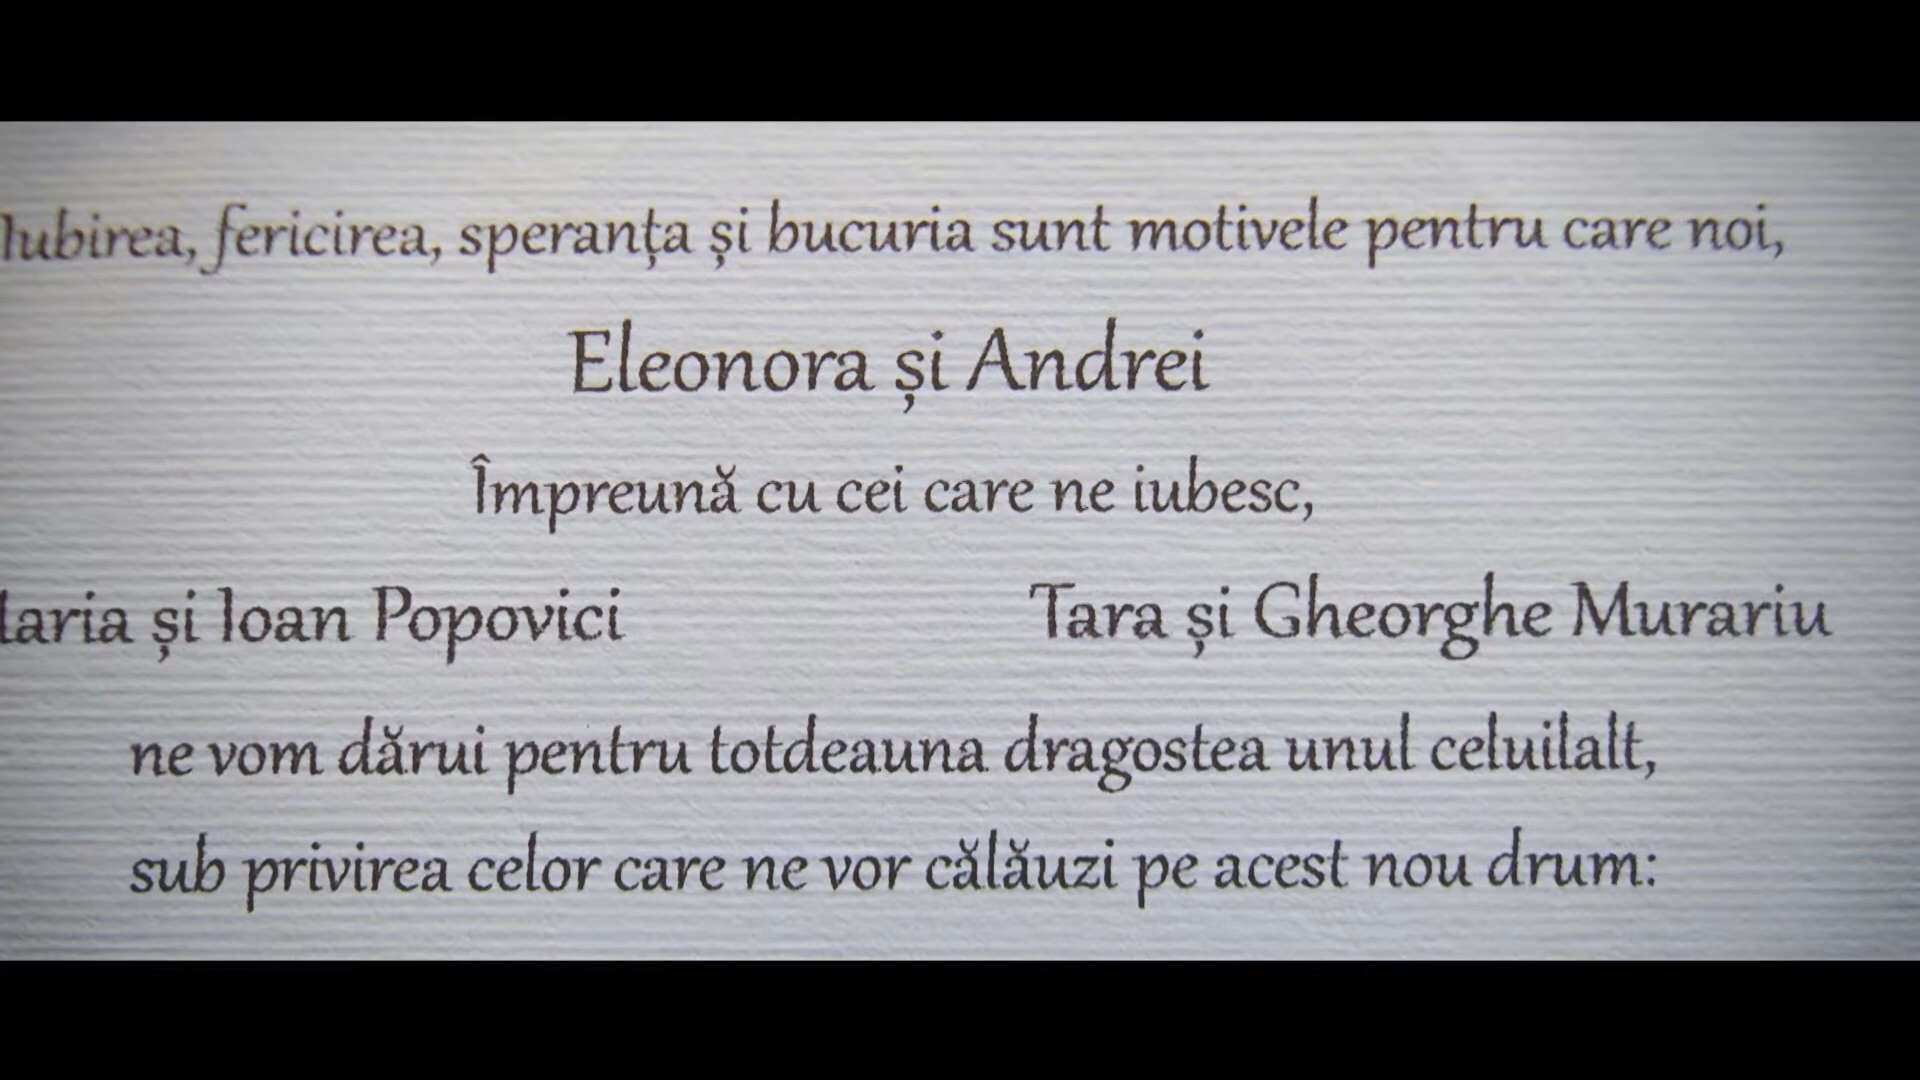 Iubirea, fericirea, speranța și bucuria sunt motivele pentru care noi,
Eleonora și Andrei
Împreună cu cei care ne iubesc,
și Ioan Popovici Tara și Gheorghe Murariu
ne vom dărui pentru totdeauna dragostea unul celuilalt,
sub privirea celor care ne vor călăuzi pe acest nou drum: